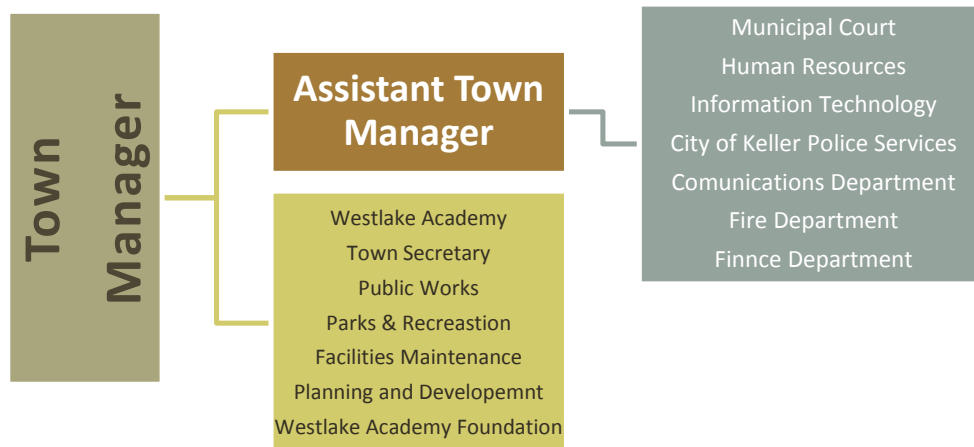 Town
Manager
Assistant Town
Manager
Westlake Academy
Town Secretary
Public Works
Parks & Recreastion
Facilities Maintenance
Planning and Developemnt
Westlake Academy Foundation
Municipal Court
Human Resources
Information Technology
City of Keller Police Services
Comunications Department
Fire Department
Finnce Department